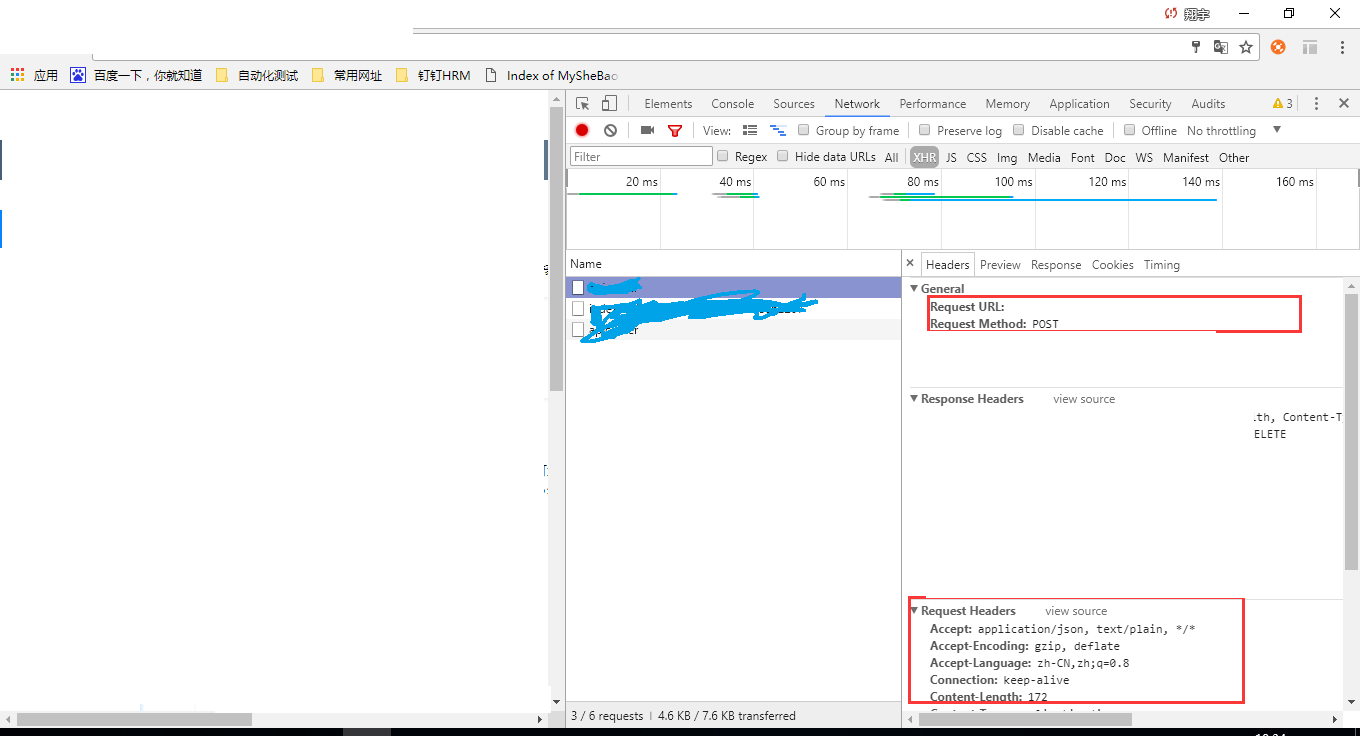 翔宇
应用 百度一下，你就知道 自动化测试 常用网址 钉钉HRM Index of MySheBao
Elements Console Sources Network Performance Memory Application Security Audits 3
View: Group by frame Preserve log Disable cache Offline No throttling
Filter Regex Hide data URLs All XHR JS CSS Img Media Font Doc WS Manifest Other
20 ms 40 ms 60 ms 80 ms 100 ms 120 ms 140 ms 160 ms
Name
Headers Preview Response Cookies Timing
General
Request URL:
Request Method: POST
Response Headers view source
ith, Content-T
ELETE
Request Headers view source
Accept: application/json, text/plain, */*
Accept-Encoding: gzip, deflate
Accept-Language: zh-CN,zh;q=0.8
Connection: keep-alive
Content-Length: 172
3 / 6 requests | 4.6 KB / 7.6 KB transferred